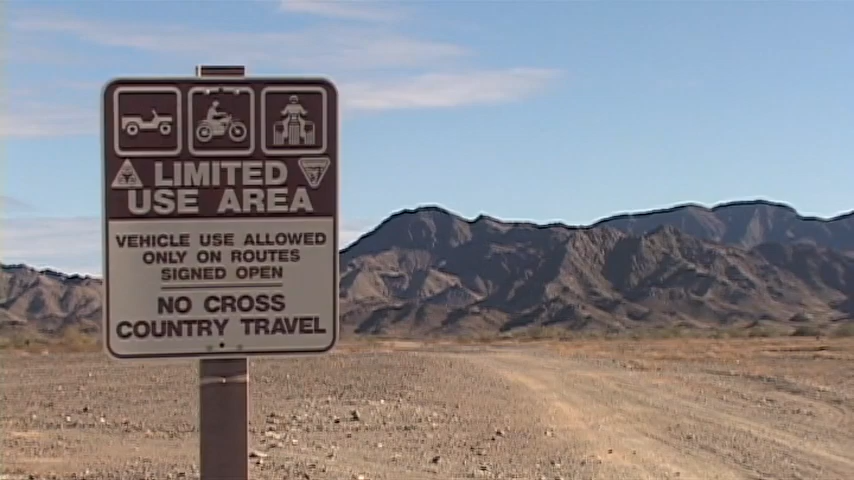 LIMITED
USE AREA
VEHICLE USE ALLOWED
ONLY ON ROUTES
SIGNED OPEN
NO CROSS
COUNTRY TRAVEL